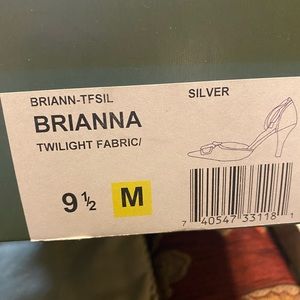 BRIANN-TFSIL SILVER
BRIANNA
TWILIGHT FABRIC/
9 ½ M
7 40547 33118 1